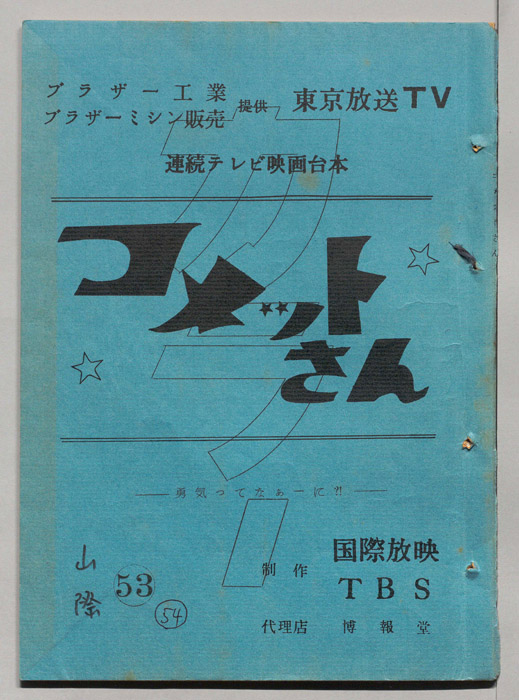 ブラザー工業
ブラザーミシン販売
提供
東京放送TV
連続テレビ映画台本
コメットさん
勇気ってなぁーに?!
山際
53
54
制作
国際放映
TBS
代理店 博報堂